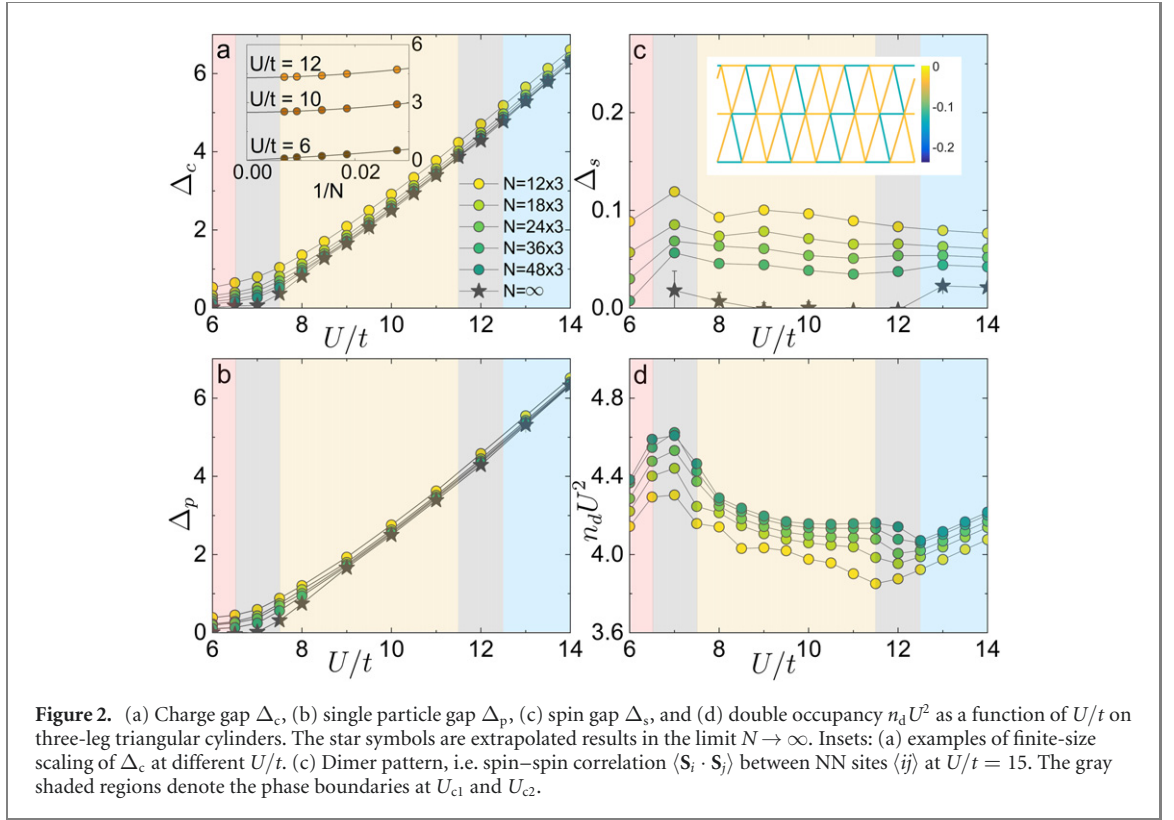 a
6
4
2
0
Δc
6
3
0
U/t = 12
U/t = 10
U/t = 6
0.00 0.02
1/N
N=12x3
N=18x3
N=24x3
N=36x3
N=48x3
N=∞
6 8 10 12 14
U/t
c
0.2
0.1
0.0
Δs
0
-0.1
-0.2
6 8 10 12 14
U/t
b
6
4
2
0
Δp
6 8 10 12 14
U/t
d
4.8
4.4
4.0
3.6
ndU²
6 8 10 12 14
U/t
Figure 2. (a) Charge gap Δc, (b) single particle gap Δp, (c) spin gap Δs, and (d) double occupancy ndU² as a function of U/t on
three-leg triangular cylinders. The star symbols are extrapolated results in the limit N → ∞. Insets: (a) examples of finite-size
scaling of Δc at different U/t. (c) Dimer pattern, i.e. spin–spin correlation ⟨Si · Sj⟩ between NN sites ⟨ij⟩ at U/t = 15. The gray
shaded regions denote the phase boundaries at Uc1 and Uc2.